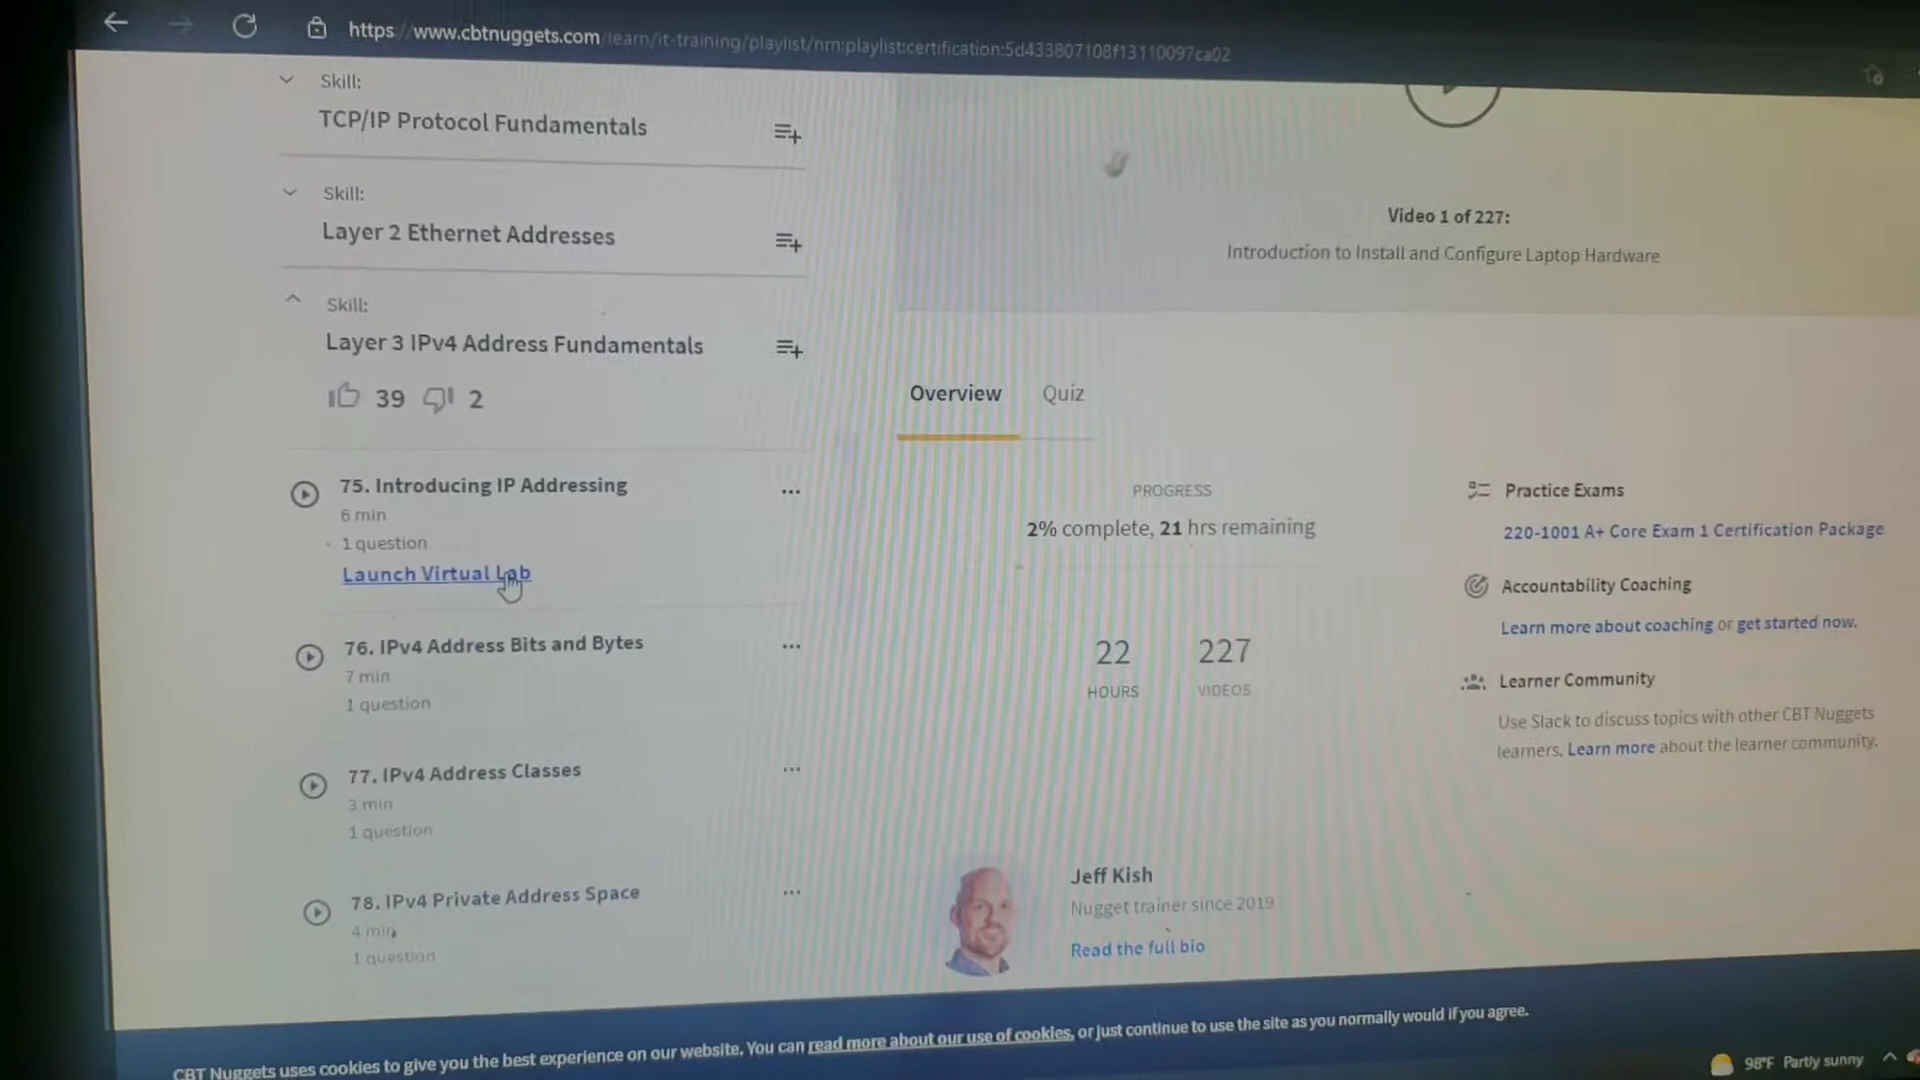 https://www.cbtnuggets.com/learn/it-training/playlist/nrn:playlist:certification:5d433807108f13110097ca02
Skill:
TCP/IP Protocol Fundamentals
Skill:
Layer 2 Ethernet Addresses
Skill:
Layer 3 IPv4 Address Fundamentals
39 2
75. Introducing IP Addressing
6 min
1 question
Launch Virtual Lab
76. IPv4 Address Bits and Bytes
7 min
1 question
77. IPv4 Address Classes
3 min
1 question
78. IPv4 Private Address Space
4 min
1 question
Video 1 of 227:
Introduction to Install and Configure Laptop Hardware
Overview Quiz
PROGRESS
2% complete, 21 hrs remaining
22 227
HOURS VIDEOS
Practice Exams
220-1001 A+ Core Exam 1 Certification Package
Accountability Coaching
Learn more about coaching or get started now.
Learner Community
Use Slack to discuss topics with other CBT Nuggets
learners. Learn more about the learner community.
Jeff Kish
Nugget trainer since 2019
Read the full bio
CBT Nuggets uses cookies to give you the best experience on our website. You can read more about our use of cookies, or just continue to use the site as you normally would if you agree.
98°F Partly sunny